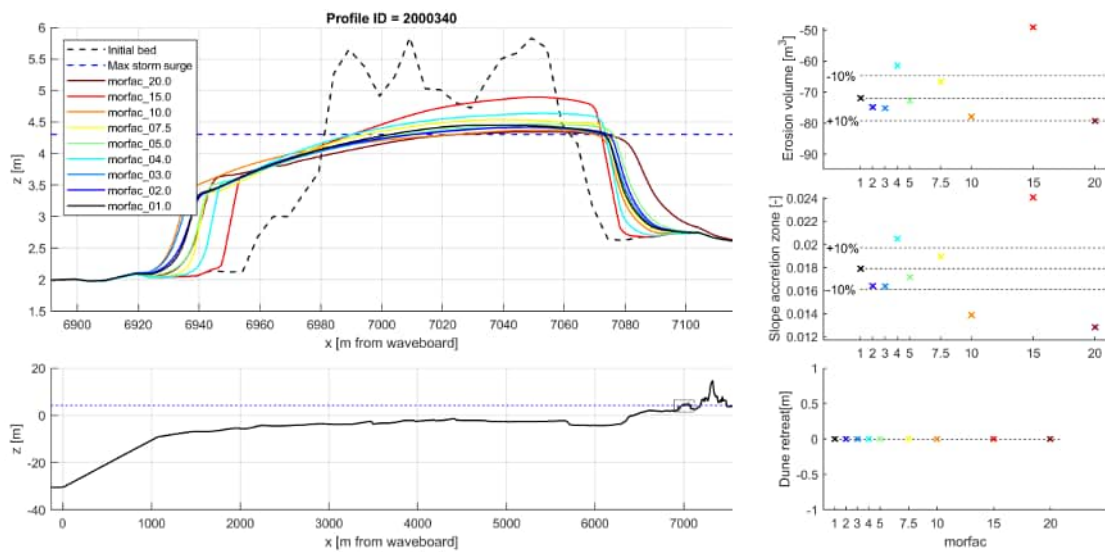 Profile ID = 2000340
6
5.5
5
4.5
4
3.5
3
2.5
2
1.5
z [m]
Initial bed
Max storm surge
morfac_20.0
morfac_15.0
morfac_10.0
morfac_07.5
morfac_05.0
morfac_04.0
morfac_03.0
morfac_02.0
morfac_01.0
6900 6920 6940 6960 6980 7000 7020 7040 7060 7080 7100
x [m from waveboard]
20
0
-20
-40
z [m]
0 1000 2000 3000 4000 5000 6000 7000
x [m from waveboard]
Erosion volume [m³]
-50
-60
-70
-80
-90
-10%
+10%
1 2 3 4 5 7.5 10 15 20
Slope accretion zone [-]
0.024
0.022
0.02
0.018
0.016
0.014
0.012
+10%
-10%
1 2 3 4 5 7.5 10 15 20
Dune retreat[m]
1
0.5
0
-0.5
-1
1 2 3 4 5 7.5 10 15 20
morfac